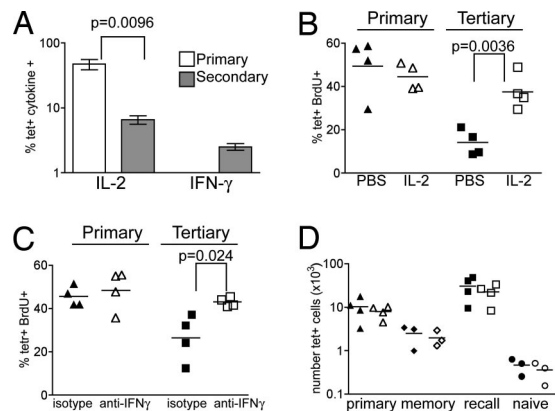 A
p=0.0096
% tet+ cytokine +
100
10
1
Primary
Secondary
IL-2
IFN-γ
B
Primary
Tertiary
p=0.0036
% tet+ BrdU+
60
40
20
0
PBS
IL-2
PBS
IL-2
C
Primary
Tertiary
p=0.024
% tetr+ BrdU+
60
40
20
0
isotype
anti-IFNγ
isotype
anti-IFNγ
D
number tet+ cells (x10³)
100
10
1
0.1
primary
memory
recall
naive